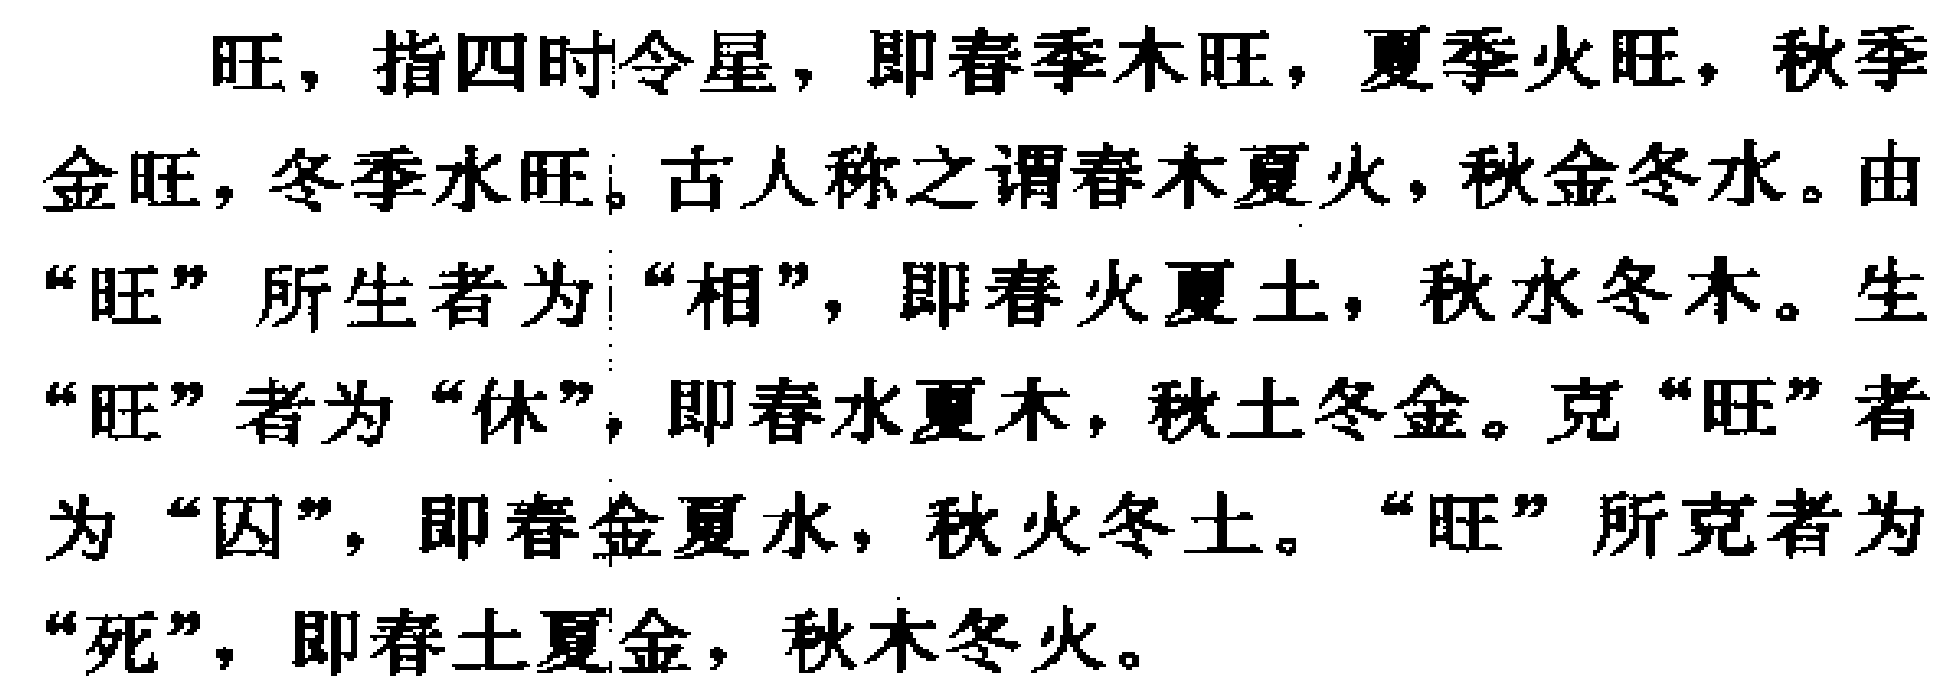 旺，指四时令星，即春季木旺，夏季火旺，秋季
金旺，冬季水旺。古人称之谓春木夏火，秋金冬水。由
“旺”所生者为“相”，即春火夏土，秋水冬木。生
“旺”者为“休”，即春水夏木，秋土冬金。克“旺”者
为“囚”，即春金夏水，秋火冬土。“旺”所克者为
“死”，即春土夏金，秋木冬火。